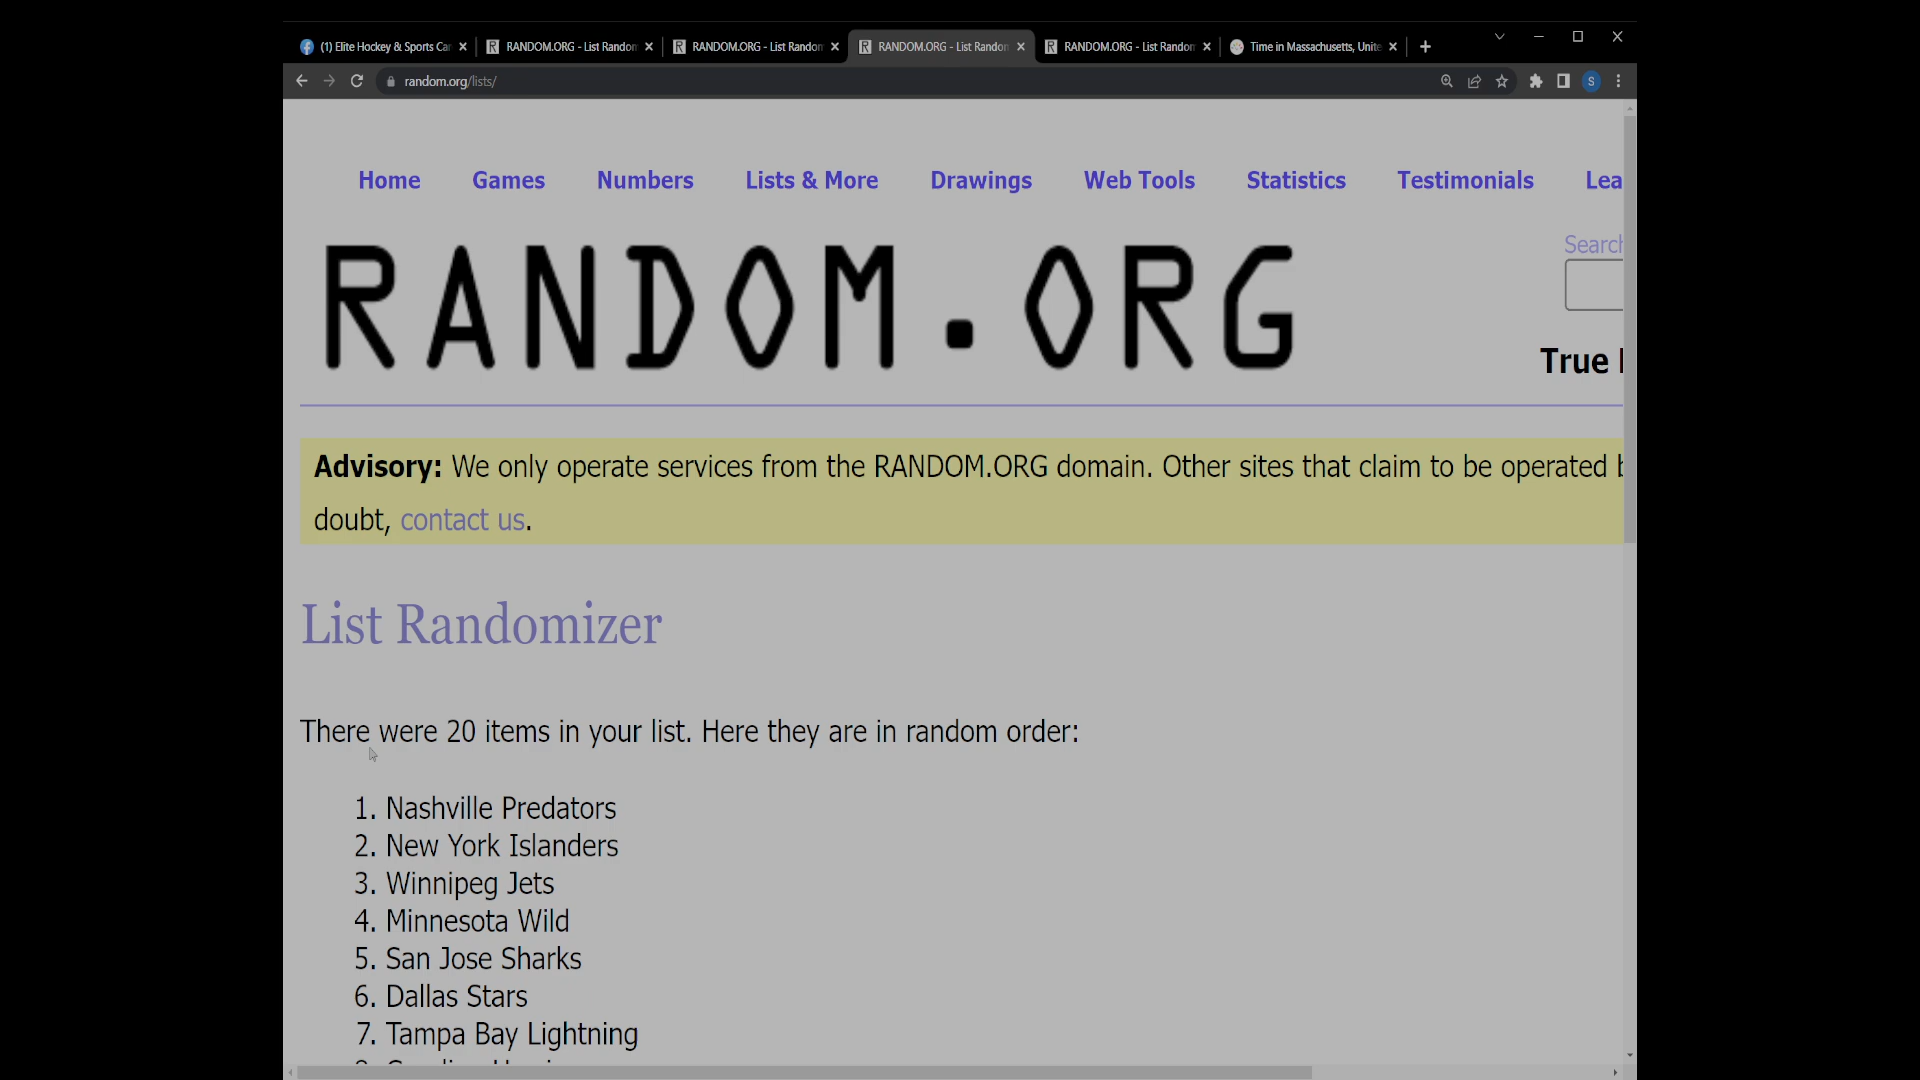 (1) Elite Hockey & Sports Car
RANDOM.ORG - List Random
RANDOM.ORG - List Random
RANDOM.ORG - List Random
RANDOM.ORG - List Random
Time in Massachusetts, Unite
random.org/lists/
S
Home Games Numbers Lists & More Drawings Web Tools Statistics Testimonials Lea
RANDOM.ORG
Search
True
Advisory: We only operate services from the RANDOM.ORG domain. Other sites that claim to be operated
doubt, contact us.
List Randomizer
There were 20 items in your list. Here they are in random order:
1. Nashville Predators
2. New York Islanders
3. Winnipeg Jets
4. Minnesota Wild
5. San Jose Sharks
6. Dallas Stars
7. Tampa Bay Lightning